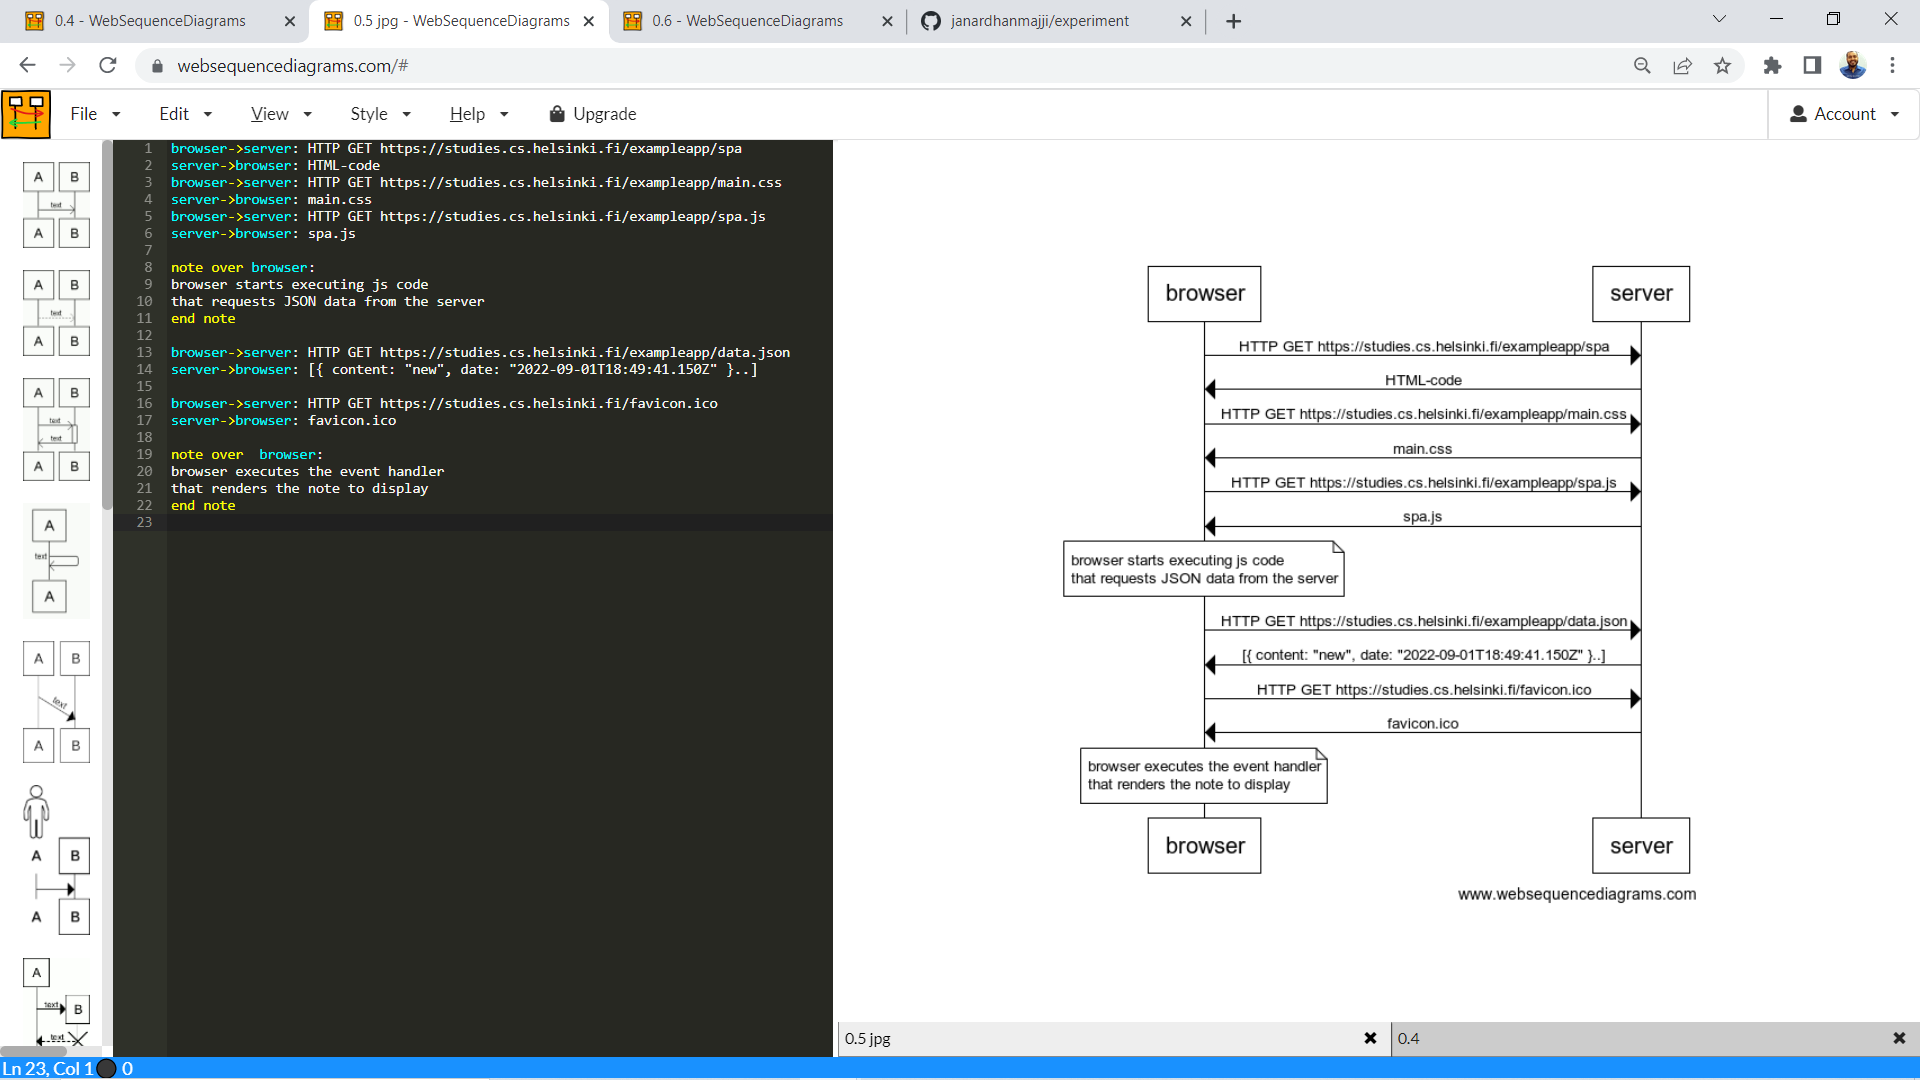 0.4 - WebSequenceDiagrams
0.5 jpg - WebSequenceDiagrams
0.6 - WebSequenceDiagrams
janardhanmajji/experiment
websequencediagrams.com/#
File
Edit
View
Style
Help
Upgrade
Account
A B
text
A B
A B
text
A B
A B
text
text
A B
A
text
A
A B
text
A B
A B
A B
A
text B
text
1 browser->server: HTTP GET https://studies.cs.helsinki.fi/exampleapp/spa
2 server->browser: HTML-code
3 browser->server: HTTP GET https://studies.cs.helsinki.fi/exampleapp/main.css
4 server->browser: main.css
5 browser->server: HTTP GET https://studies.cs.helsinki.fi/exampleapp/spa.js
6 server->browser: spa.js
7
8 note over browser:
9 browser starts executing js code
10 that requests JSON data from the server
11 end note
12
13 browser->server: HTTP GET https://studies.cs.helsinki.fi/exampleapp/data.json
14 server->browser: [{ content: "new", date: "2022-09-01T18:49:41.150Z" }..]
15
16 browser->server: HTTP GET https://studies.cs.helsinki.fi/favicon.ico
17 server->browser: favicon.ico
18
19 note over  browser:
20 browser executes the event handler
21 that renders the note to display
22 end note
23
browser server
HTTP GET https://studies.cs.helsinki.fi/exampleapp/spa
HTML-code
HTTP GET https://studies.cs.helsinki.fi/exampleapp/main.css
main.css
HTTP GET https://studies.cs.helsinki.fi/exampleapp/spa.js
spa.js
browser starts executing js code
that requests JSON data from the server
HTTP GET https://studies.cs.helsinki.fi/exampleapp/data.json
[{ content: "new", date: "2022-09-01T18:49:41.150Z" }..]
HTTP GET https://studies.cs.helsinki.fi/favicon.ico
favicon.ico
browser executes the event handler
that renders the note to display
browser server
www.websequencediagrams.com
0.5 jpg
0.4
Ln 23, Col 1 0